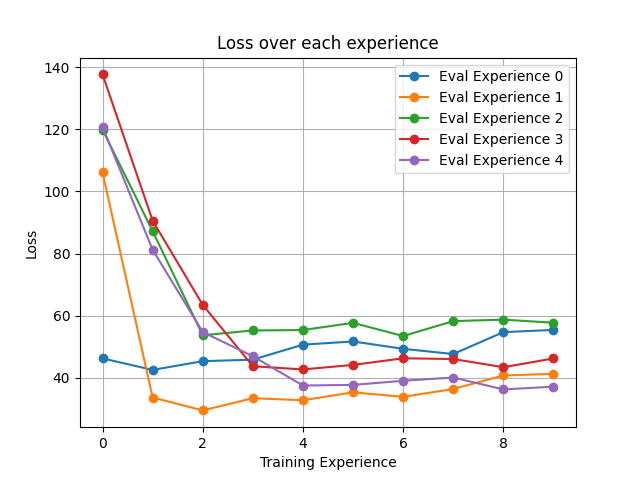 Loss over each experience
140
120
100
80
60
40
Loss
Eval Experience 0
Eval Experience 1
Eval Experience 2
Eval Experience 3
Eval Experience 4
0 2 4 6 8
Training Experience